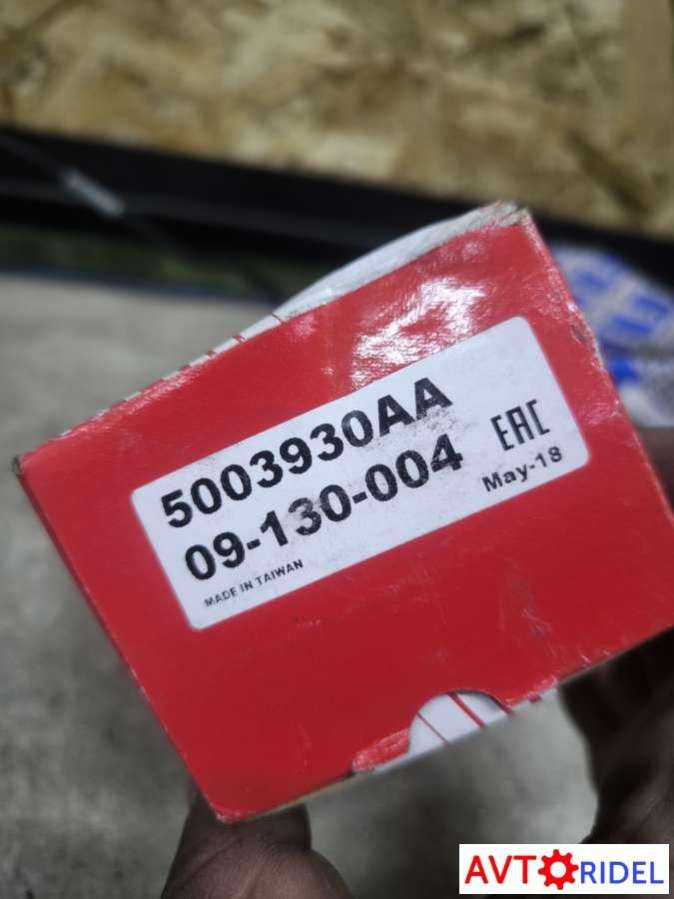 5003930AA
09-130-004
EAC
May-18
MADE IN TAIWAN
AVTORIDEL